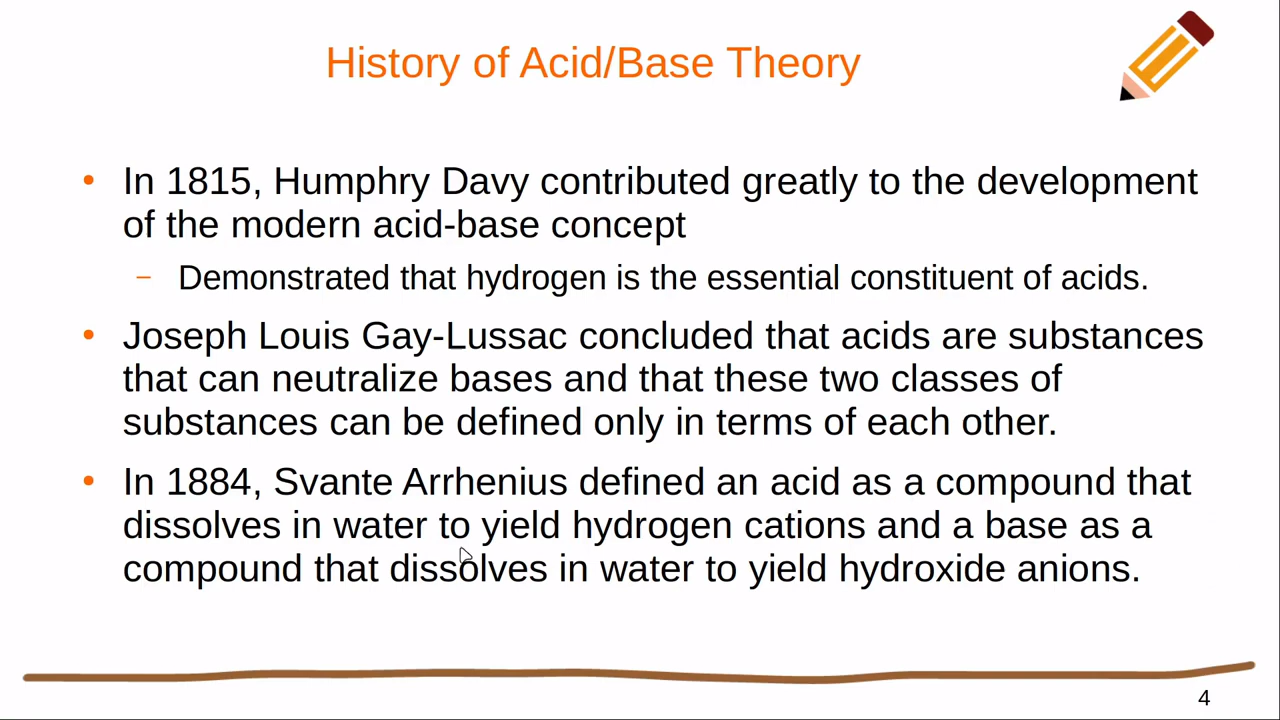 History of Acid/Base Theory
• In 1815, Humphry Davy contributed greatly to the development
of the modern acid-base concept
– Demonstrated that hydrogen is the essential constituent of acids.
• Joseph Louis Gay-Lussac concluded that acids are substances
that can neutralize bases and that these two classes of
substances can be defined only in terms of each other.
• In 1884, Svante Arrhenius defined an acid as a compound that
dissolves in water to yield hydrogen cations and a base as a
compound that dissolves in water to yield hydroxide anions.
4